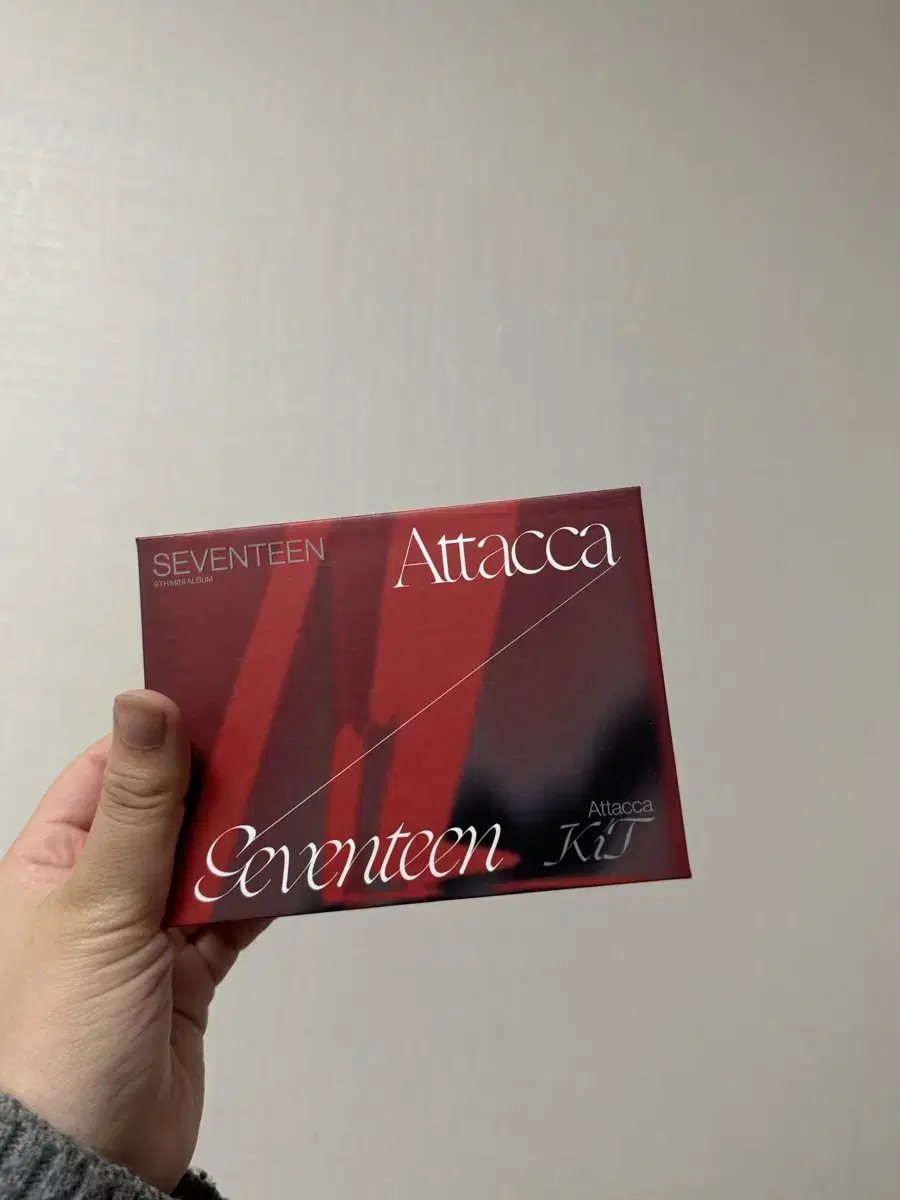 SEVENTEEN
9TH MINI ALBUM
Attacca
Seventeen
Attacca
KiT